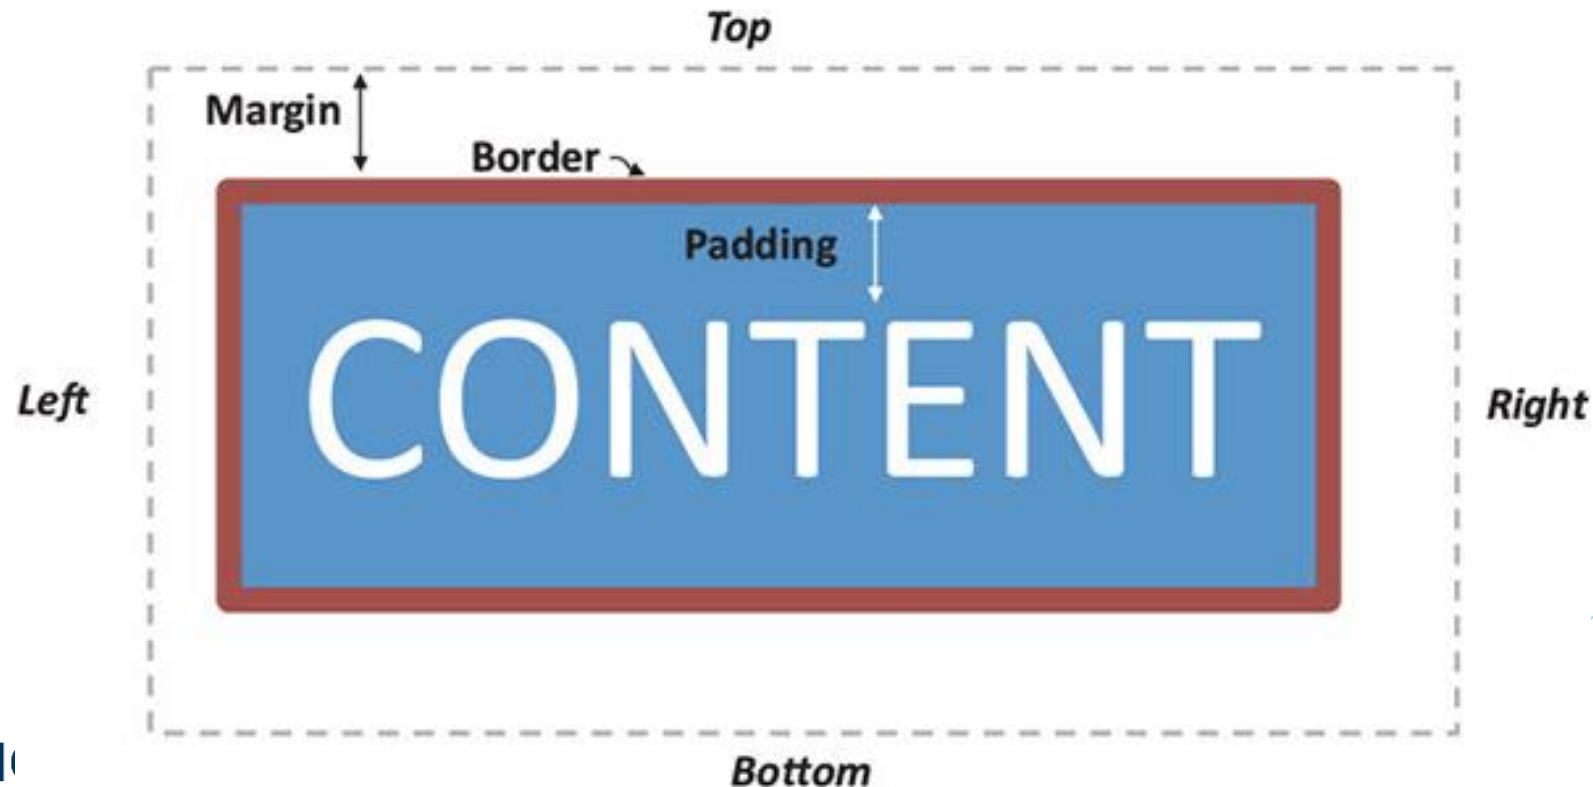 Top
Margin
Border
Padding
CONTENT
Left
Right
Bottom